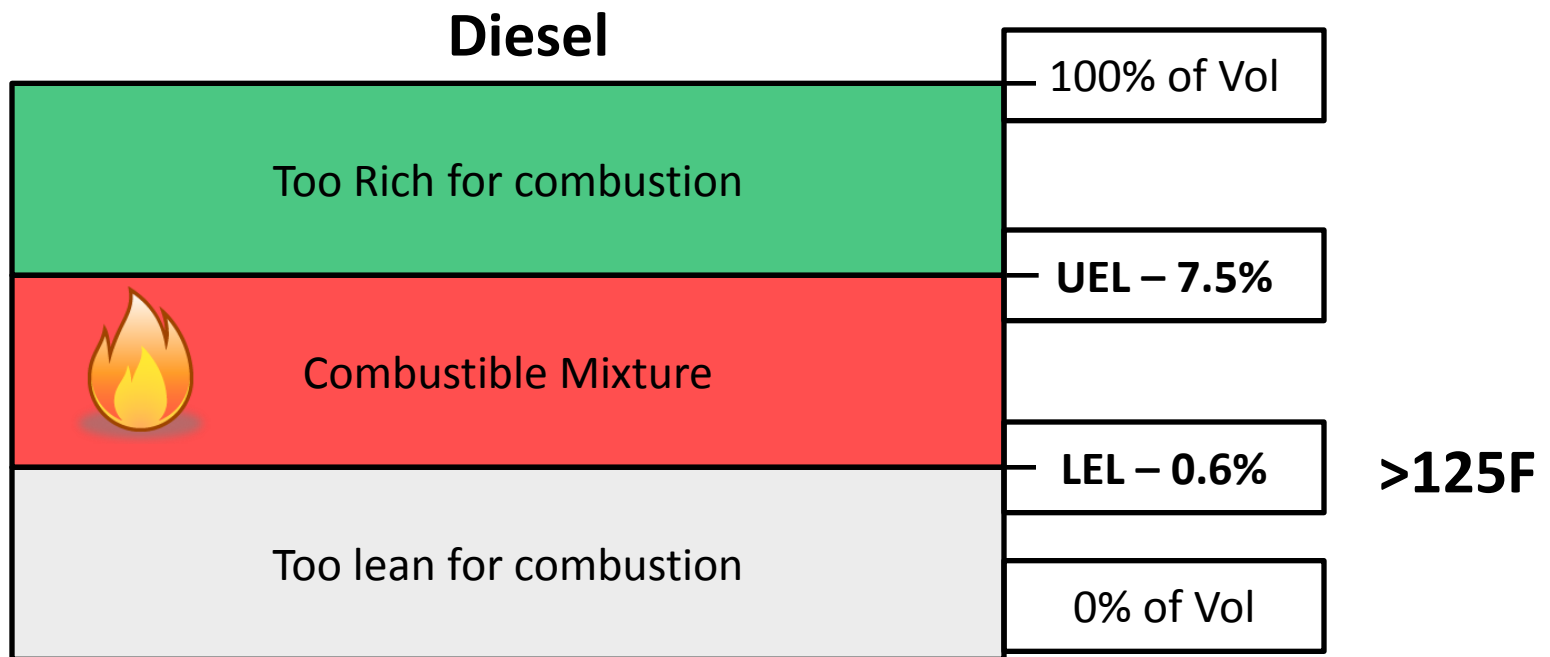 Diesel
100% of Vol
Too Rich for combustion
UEL – 7.5%
Combustible Mixture
LEL – 0.6%
>125F
Too lean for combustion
0% of Vol